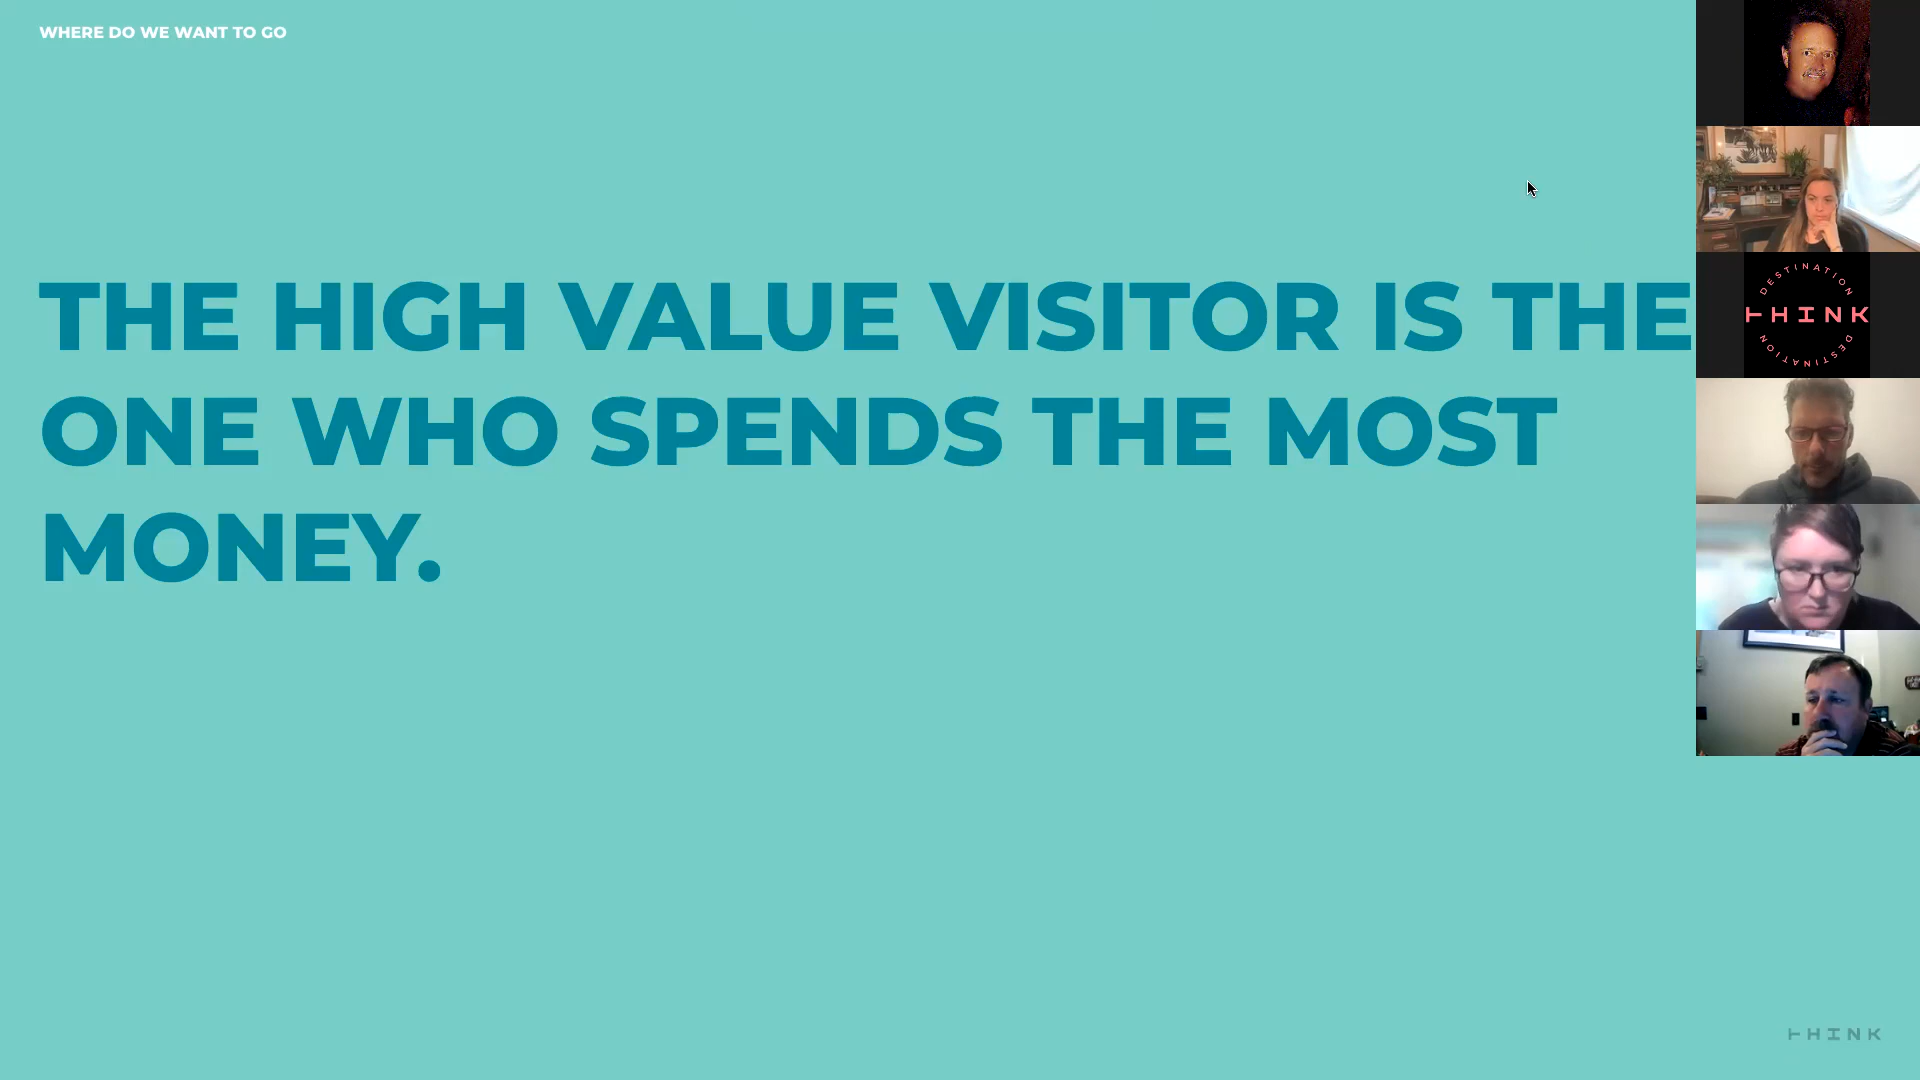 WHERE DO WE WANT TO GO
THE HIGH VALUE VISITOR IS THE
ONE WHO SPENDS THE MOST
MONEY.
DESTINATION
THINK
DESTINATION
THINK